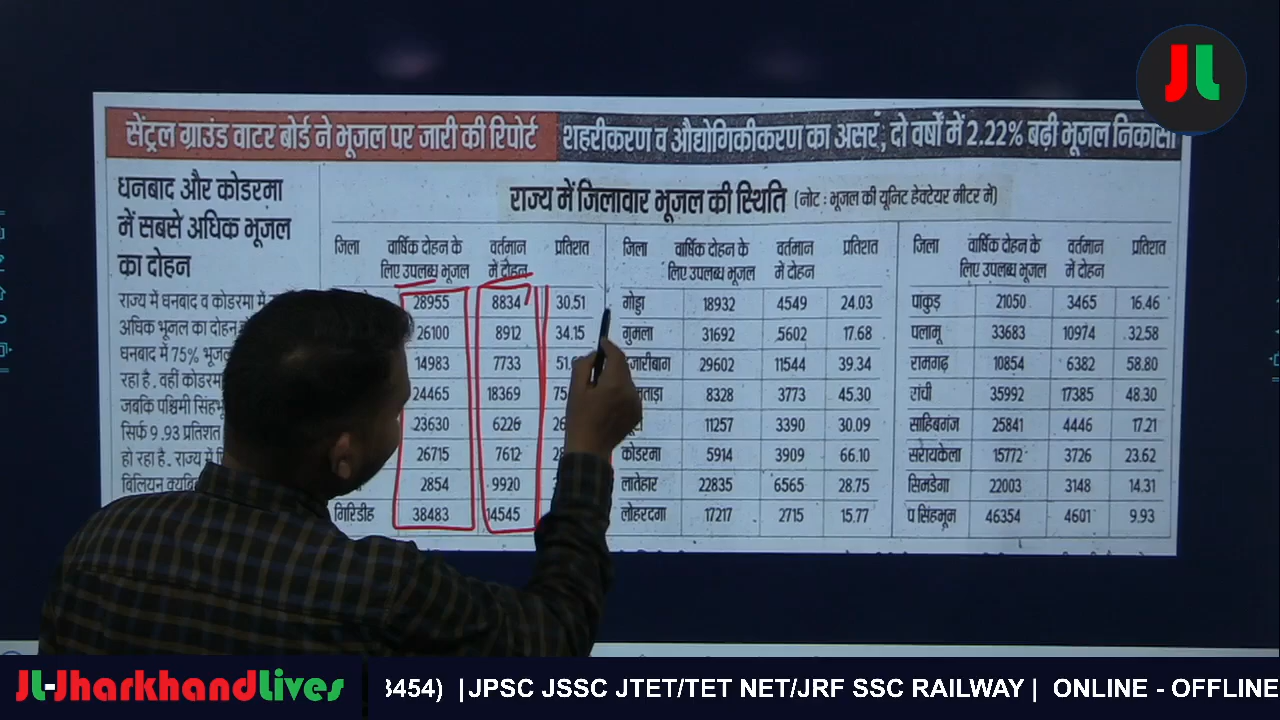 JL
सेंट्रल ग्राउंड वाटर बोर्ड ने भूजल पर जारी की रिपोर्ट
शहरीकरण व औद्योगिकीकरण का असर, दो वर्षों में 2.22% बढ़ी भूजल निकासी
धनबाद और कोडरमा
में सबसे अधिक भूजल
का दोहन
राज्य में धनबाद व कोडरमा में
अधिक भूजल का दोहन
धनबाद में 75% भूजल
रहा है. वहीं कोडरमा
जबकि पश्चिमी सिंहभूम
सिर्फ 9.93 प्रतिशत
हो रहा है. राज्य में
बिलियन क्यूबिक
राज्य में जिलावार भूजल की स्थिति (नोट : भूजल की यूनिट हेक्टेयर मीटर में)
जिला वार्षिक दोहन के लिए उपलब्ध भूजल वर्तमान में दोहन प्रतिशत
28955 8834 30.51
26100 8912 34.15
14983 7733 51.
24465 18369 75
23630 6226
26715 7612
2854 9920
गिरिडीह 38483 14545
जिला वार्षिक दोहन के लिए उपलब्ध भूजल वर्तमान में दोहन प्रतिशत
गोड्डा 18932 4549 24.03
गुमला 31692 5602 17.68
हजारीबाग 29602 11544 39.34
8328 3773 45.30
11257 3390 30.09
कोडरमा 5914 3909 66.10
लातेहार 22835 6565 28.75
लोहरदगा 17217 2715 15.77
जिला वार्षिक दोहन के लिए उपलब्ध भूजल वर्तमान में दोहन प्रतिशत
पाकुड़ 21050 3465 16.46
पलामू 33683 10974 32.58
रामगढ़ 10854 6382 58.80
रांची 35992 17385 48.30
साहिबगंज 25841 4446 17.21
सरायकेला 15772 3726 23.62
सिमडेगा 22003 3148 14.31
प सिंहभूम 46354 4601 9.93
JL-JharkhandLives
3454) | JPSC JSSC JTET/TET NET/JRF SSC RAILWAY | ONLINE - OFFLINE